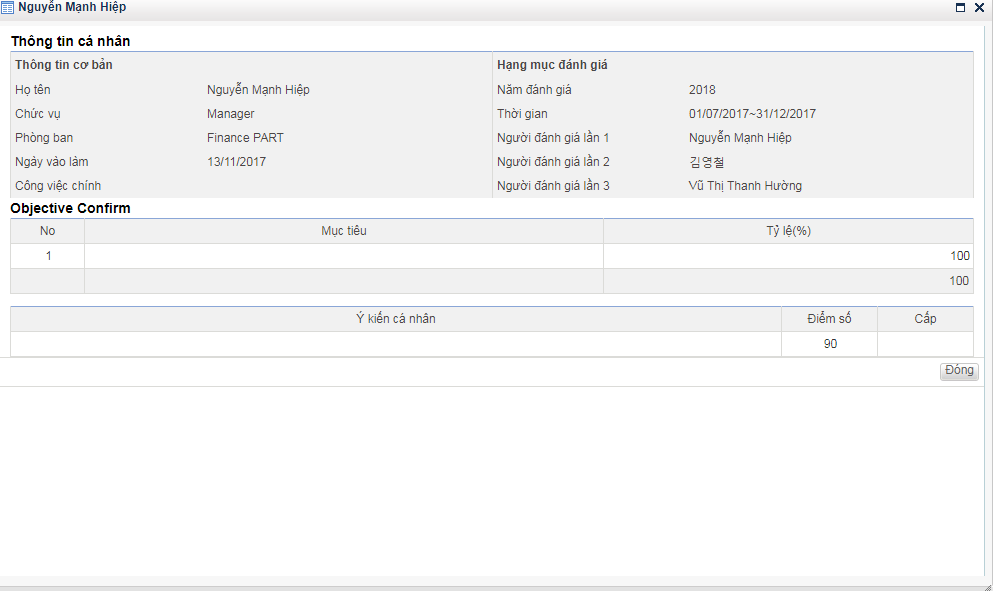 Nguyễn Mạnh Hiệp
Thông tin cá nhân
Thông tin cơ bản
Họ tên Nguyễn Mạnh Hiệp
Chức vụ Manager
Phòng ban Finance PART
Ngày vào làm 13/11/2017
Công việc chính
Hạng mục đánh giá
Năm đánh giá 2018
Thời gian 01/07/2017~31/12/2017
Người đánh giá lần 1 Nguyễn Mạnh Hiệp
Người đánh giá lần 2 김영철
Người đánh giá lần 3 Vũ Thị Thanh Hường
Objective Confirm
No Mục tiêu Tỷ lệ(%)
1 100
100
Ý kiến cá nhân Điểm số Cấp
90
Đóng